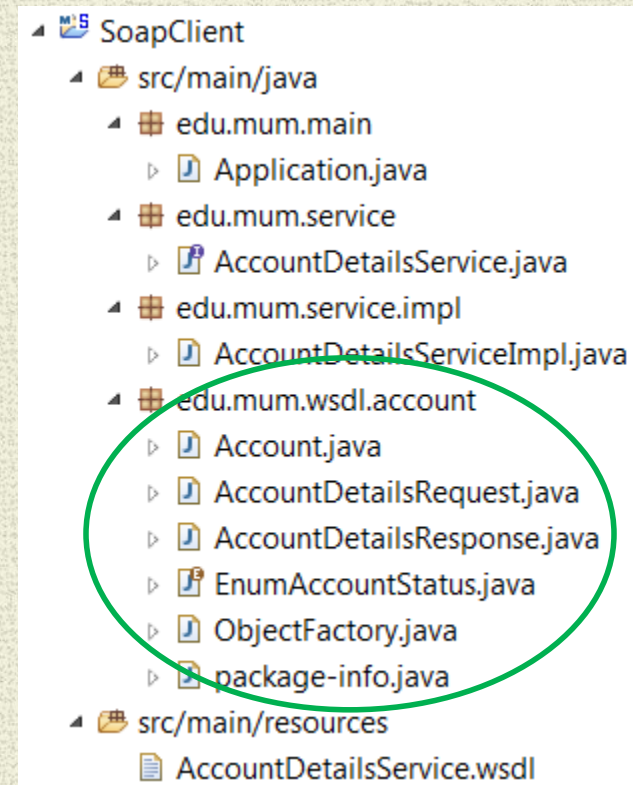 SoapClient
src/main/java
edu.mum.main
Application.java
edu.mum.service
AccountDetailsService.java
edu.mum.service.impl
AccountDetailsServiceImpl.java
edu.mum.wsdl.account
Account.java
AccountDetailsRequest.java
AccountDetailsResponse.java
EnumAccountStatus.java
ObjectFactory.java
package-info.java
src/main/resources
AccountDetailsService.wsdl